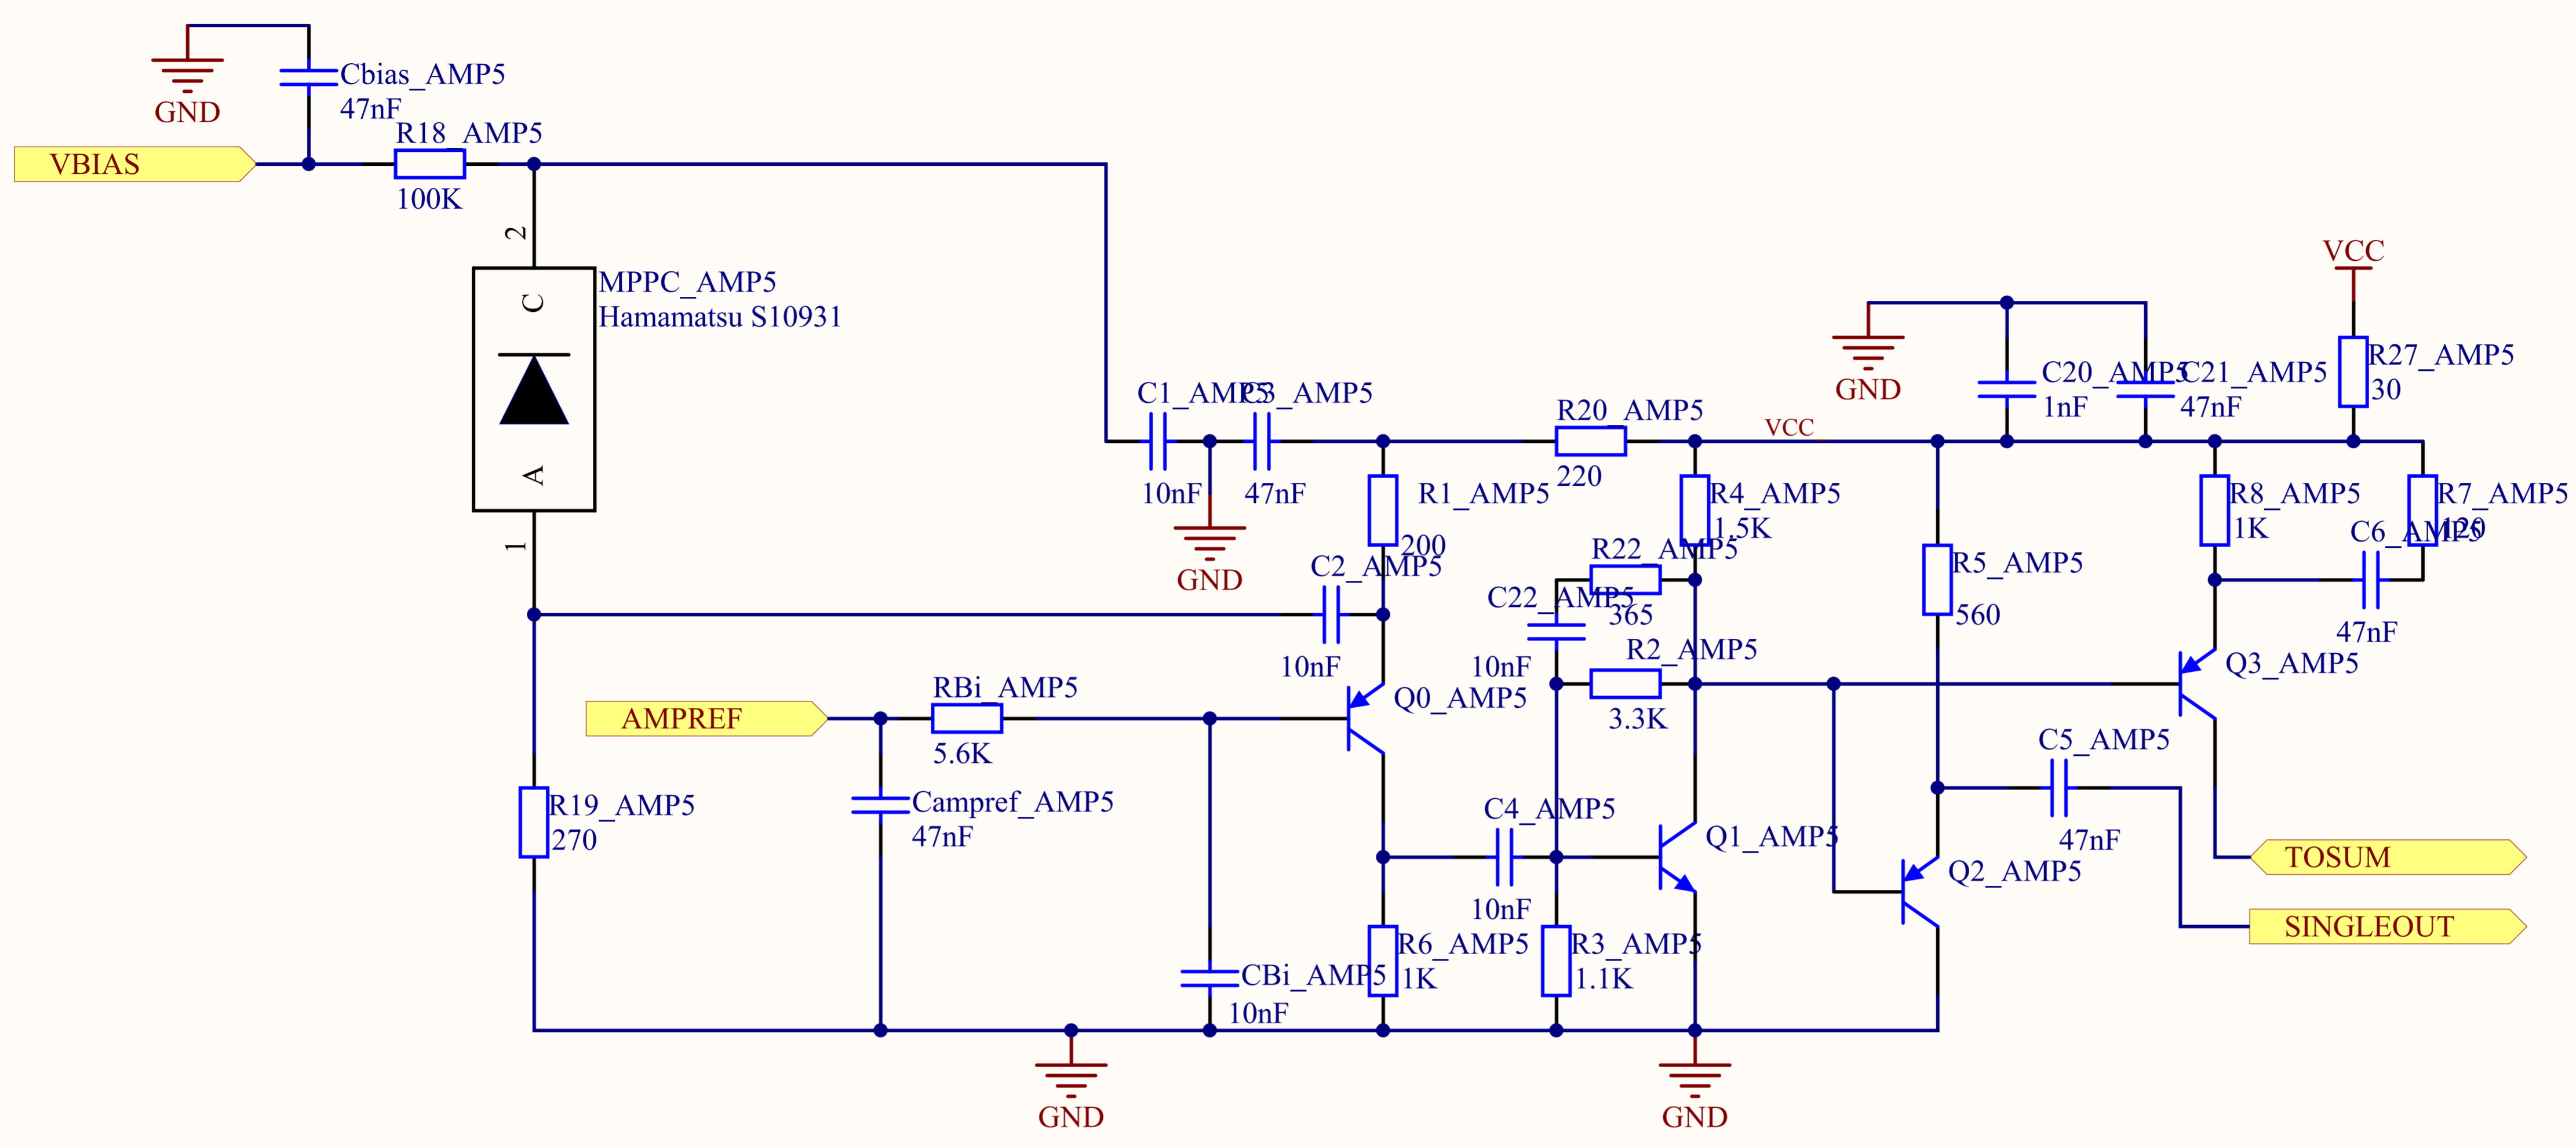 Cbias_AMP5
47nF
GND
R18_AMP5
VBIAS
100K
2
C
MPPC_AMP5
Hamamatsu S10931
A
1
VCC
R27_AMP5
30
GND
C20_AMP5
1nF
C21_AMP5
47nF
C1_AMP5
10nF
C3_AMP5
47nF
GND
R20_AMP5
220
VCC
R1_AMP5
200
R4_AMP5
1.5K
R8_AMP5
1K
R7_AMP5
120
C6_AMP5
47nF
C2_AMP5
10nF
R22_AMP5
365
C22_AMP5
10nF
R5_AMP5
560
R2_AMP5
3.3K
Q3_AMP5
Q0_AMP5
RBi_AMP5
AMPREF
5.6K
C5_AMP5
47nF
R19_AMP5
270
Campref_AMP5
47nF
C4_AMP5
10nF
Q1_AMP5
Q2_AMP5
TOSUM
SINGLEOUT
CBi_AMP5
10nF
R6_AMP5
1K
R3_AMP5
1.1K
GND
GND